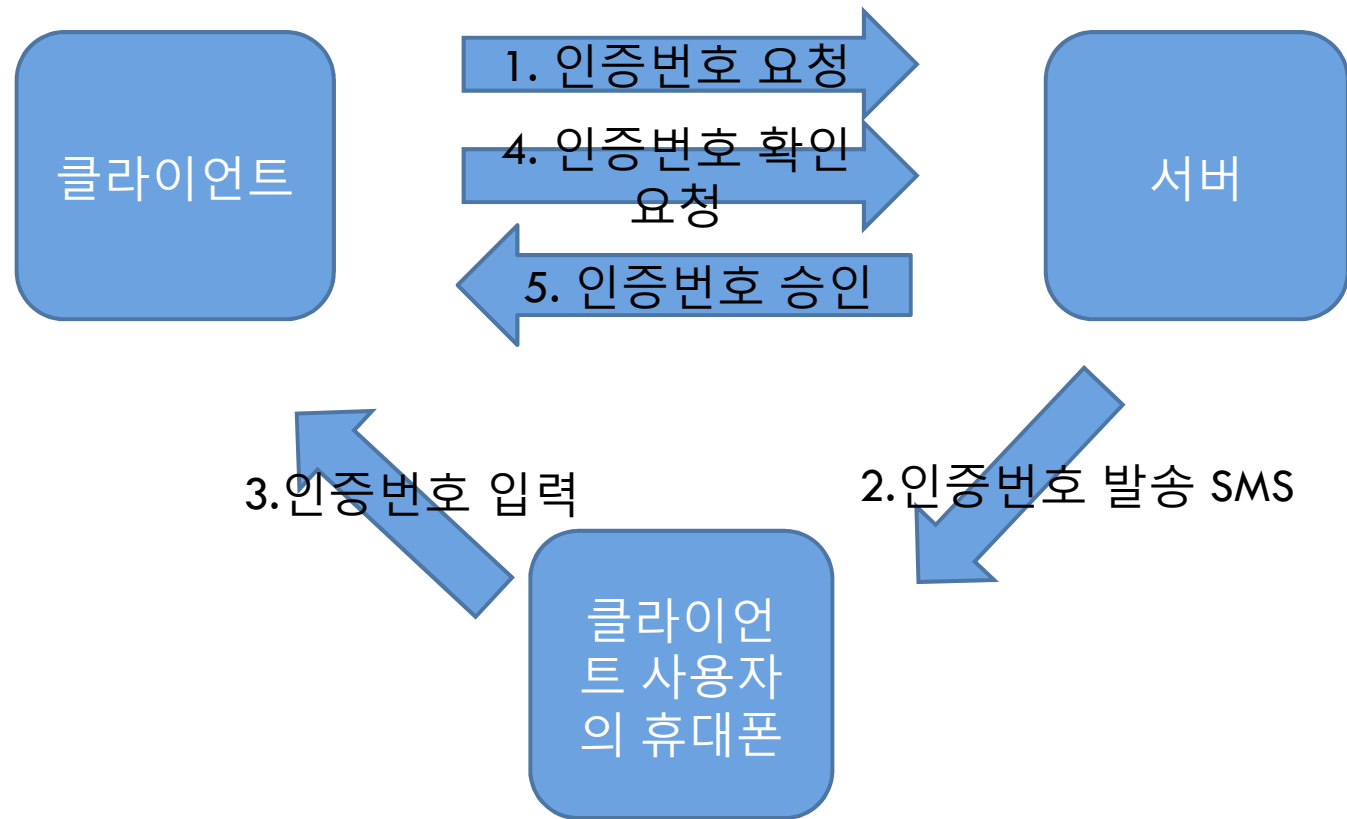 1. 인증번호 요청
클라이언트
4. 인증번호 확인
요청
서버
5. 인증번호 승인
3.인증번호 입력
2.인증번호 발송 SMS
클라이언
트 사용자
의 휴대폰